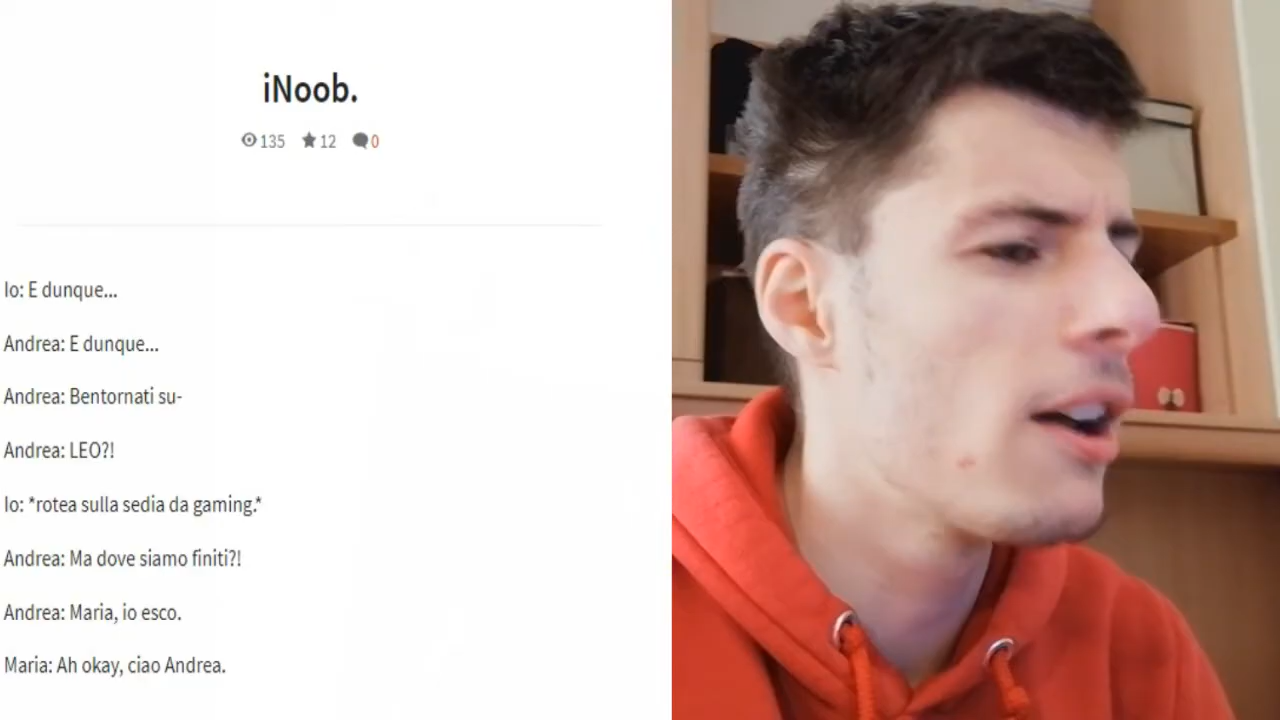 iNoob.
135 12 0
Io: E dunque...
Andrea: E dunque...
Andrea: Bentornati su-
Andrea: LEO?!
Io: *rotea sulla sedia da gaming.*
Andrea: Ma dove siamo finiti?!
Andrea: Maria, io esco.
Maria: Ah okay, ciao Andrea.